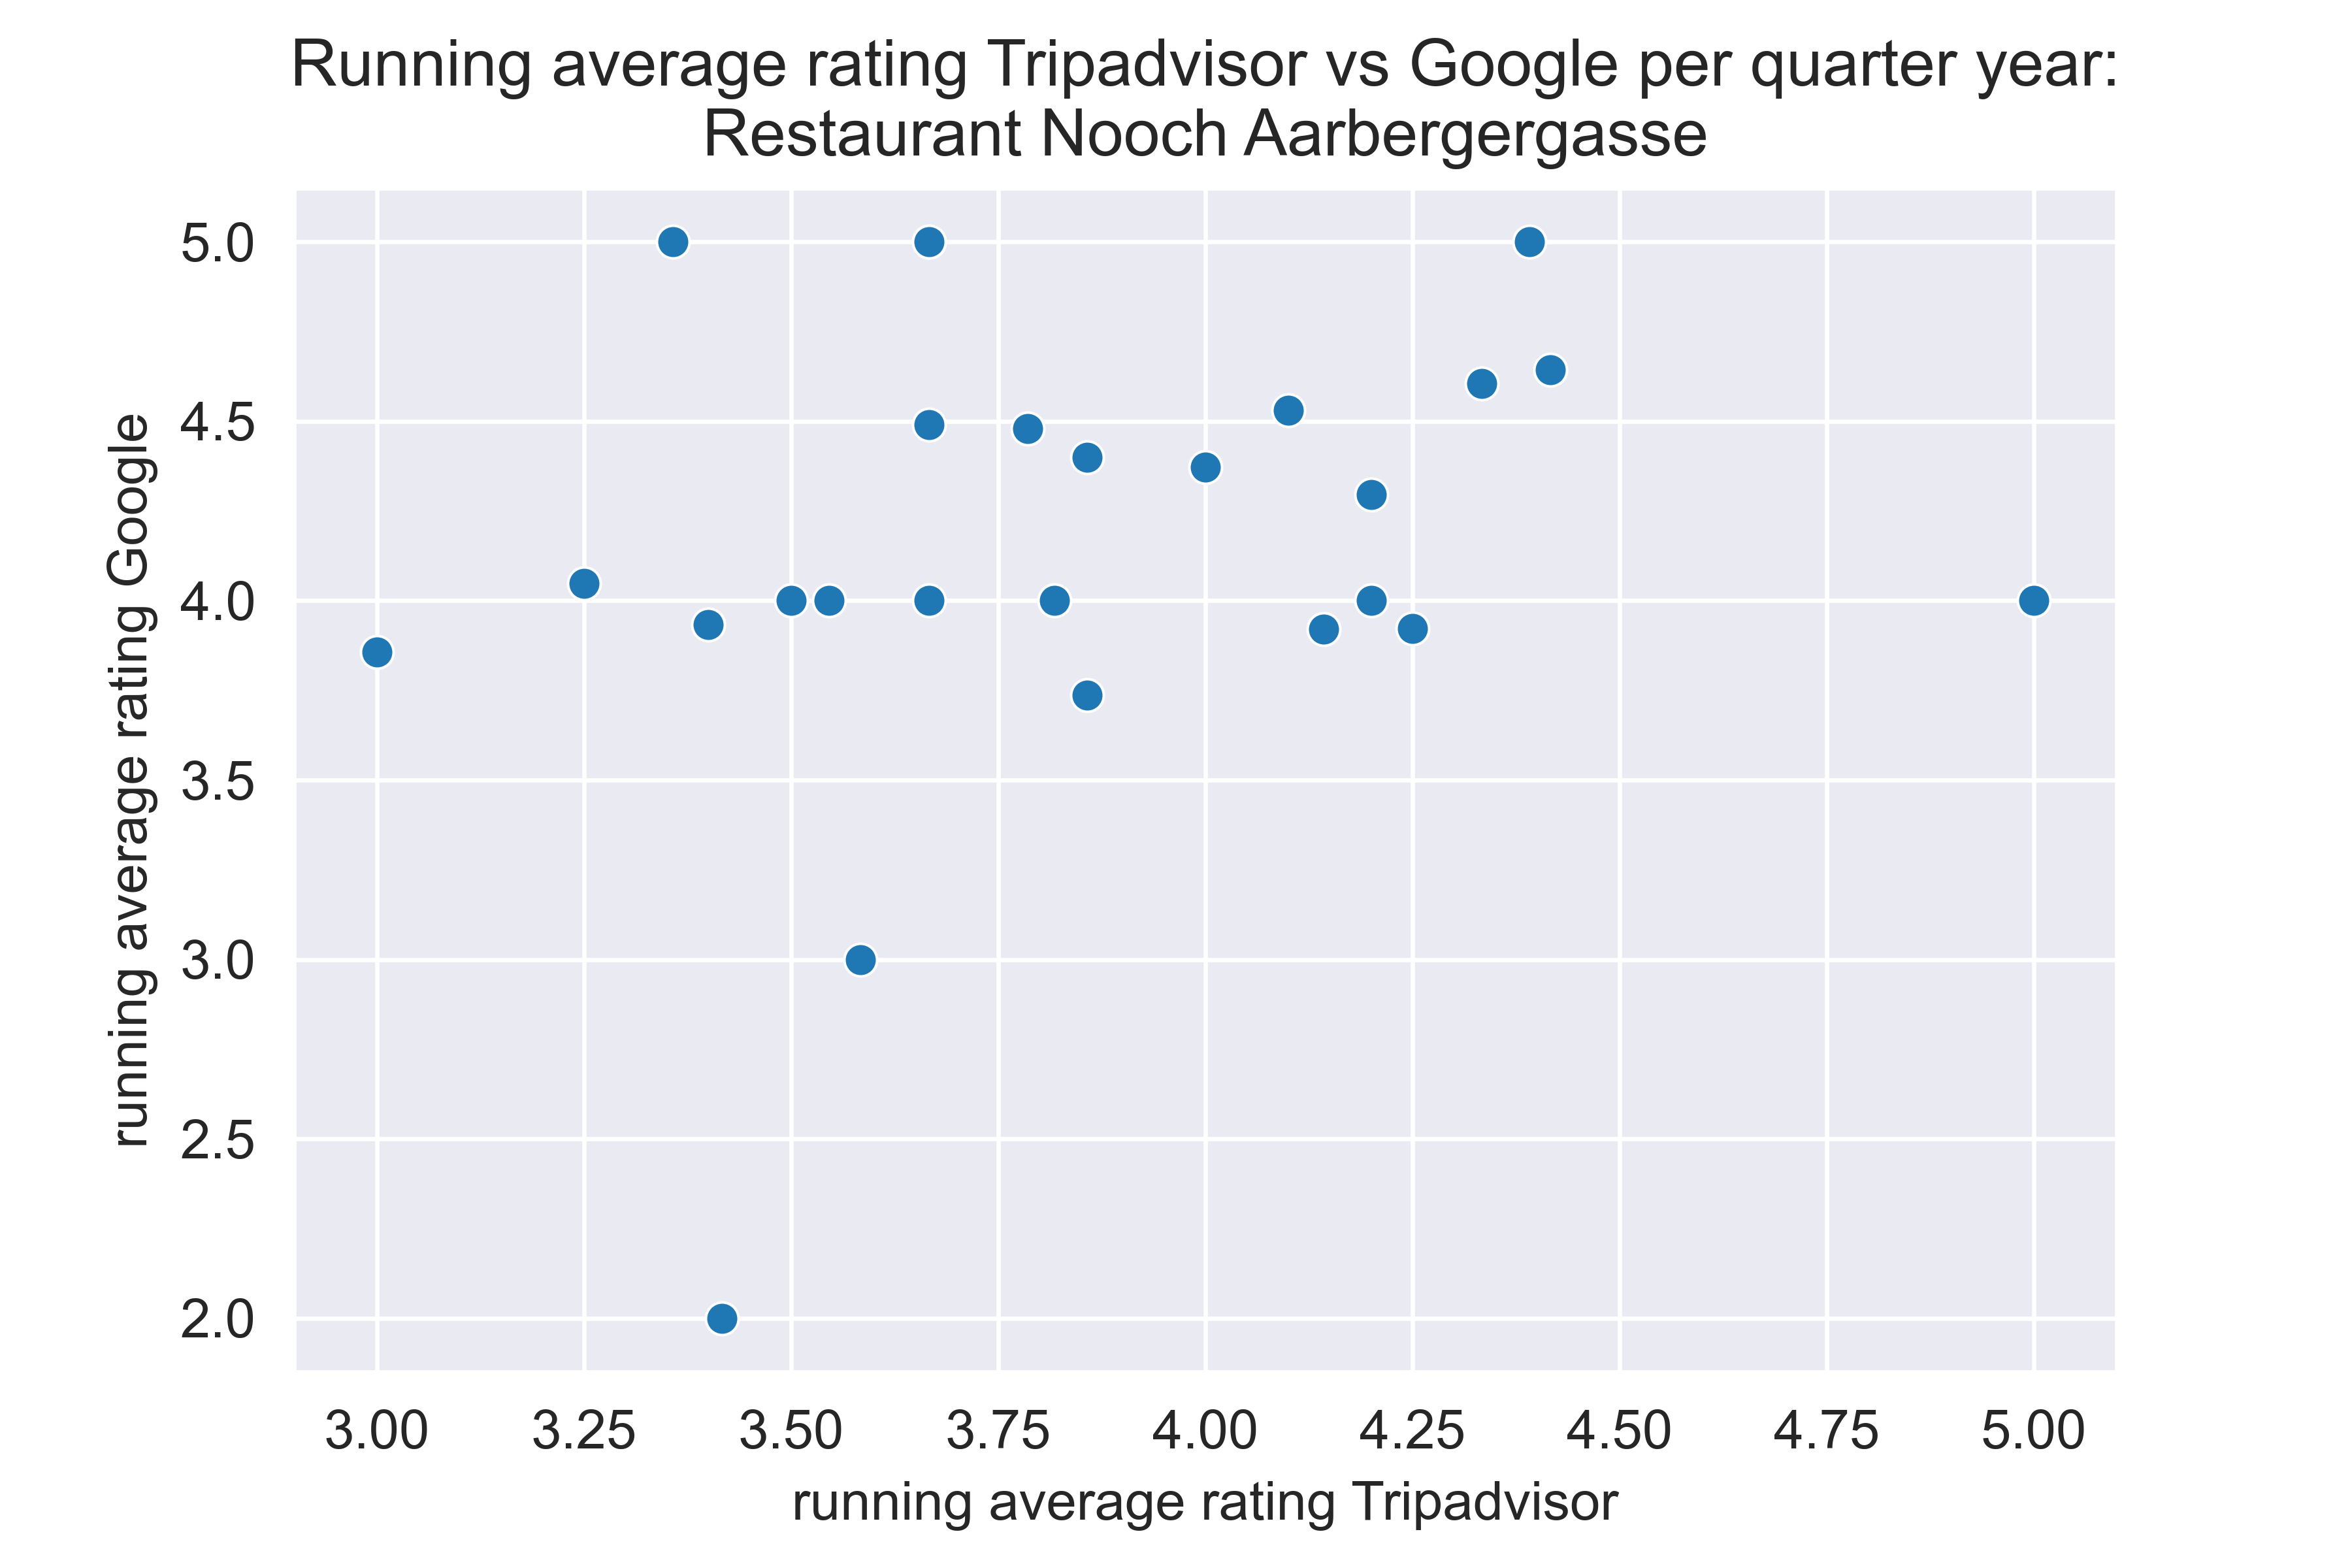 Running average rating Tripadvisor vs Google per quarter year:
Restaurant Nooch Aarbergergasse
running average rating Google
5.0
4.5
4.0
3.5
3.0
2.5
2.0
3.00 3.25 3.50 3.75 4.00 4.25 4.50 4.75 5.00
running average rating Tripadvisor